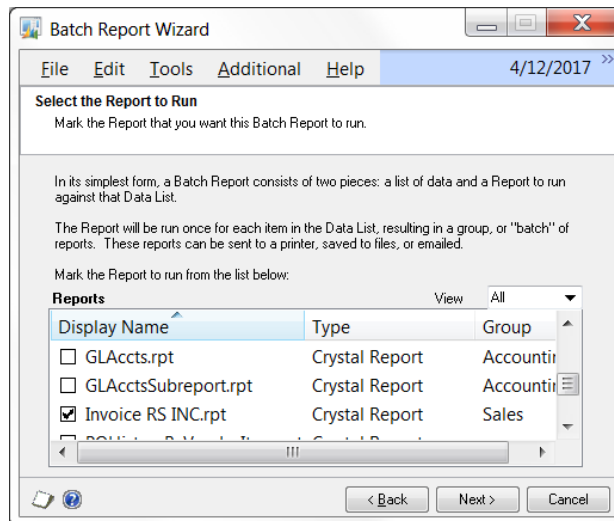 Batch Report Wizard
File Edit Tools Additional Help 4/12/2017 »
Select the Report to Run
Mark the Report that you want this Batch Report to run.
In its simplest form, a Batch Report consists of two pieces: a list of data and a Report to run
against that Data List.
The Report will be run once for each item in the Data List, resulting in a group, or "batch" of
reports. These reports can be sent to a printer, saved to files, or emailed.
Mark the Report to run from the list below:
Reports View All
Display Name Type Group
GLAccts.rpt Crystal Report Accountin
GLAcctsSubreport.rpt Crystal Report Accountin
Invoice RS INC.rpt Crystal Report Sales
< Back Next > Cancel